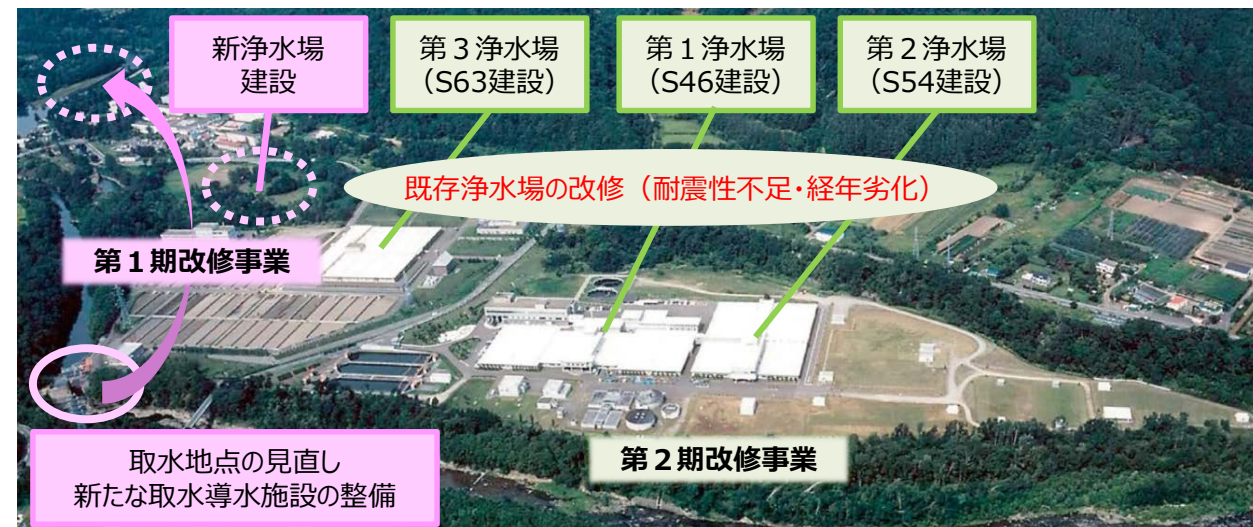 新浄水場
建設
第３浄水場
（S63建設）
第１浄水場
（S46建設）
第２浄水場
（S54建設）
既存浄水場の改修（耐震性不足・経年劣化）
第１期改修事業
取水地点の見直し
新たな取水導水施設の整備
第２期改修事業